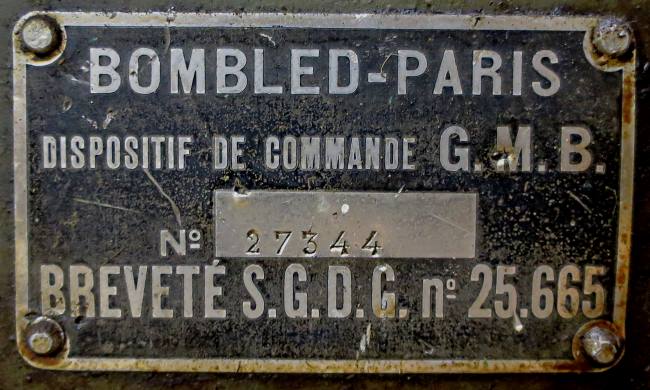 BOMBLED-PARIS
DISPOSITIF DE COMMANDE G.M.B.
Nº 27344
BREVETÉ S.G.D.G. nº 25.665